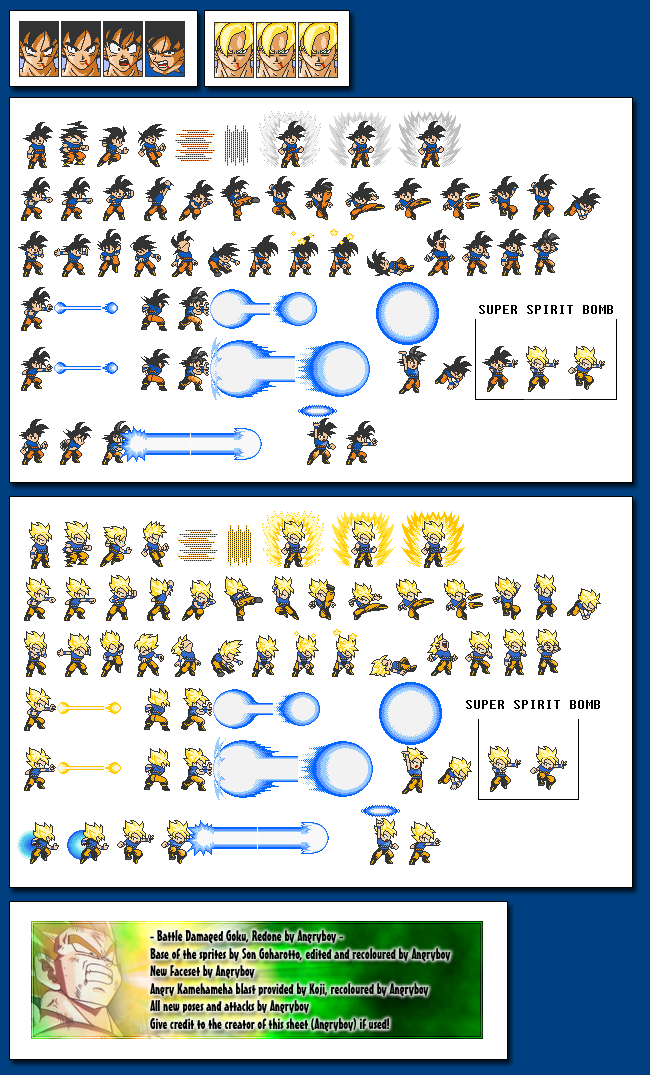 SUPER SPIRIT BOMB
SUPER SPIRIT BOMB
- Battle Damaged Goku, Redone by Angryboy -
Base of the sprites by Son Goharotto, edited and recoloured by Angryboy
New Faceset by Angryboy
Angry Kamehameha blast provided by Koji, recoloured by Angryboy
All new poses and attacks by Angryboy
Give credit to the creator of this sheet (Angryboy) if used!